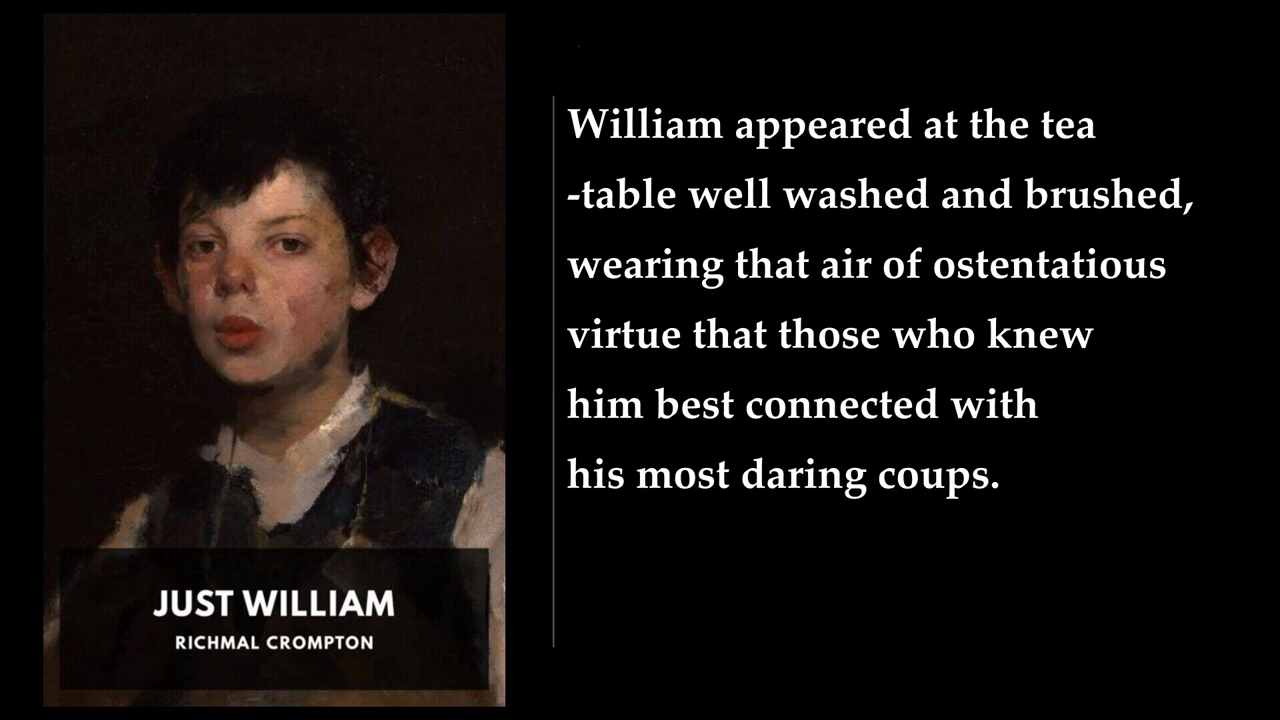 William appeared at the tea
-table well washed and brushed,
wearing that air of ostentatious
virtue that those who knew
him best connected with
his most daring coups.
JUST WILLIAM
RICHMAL CROMPTON